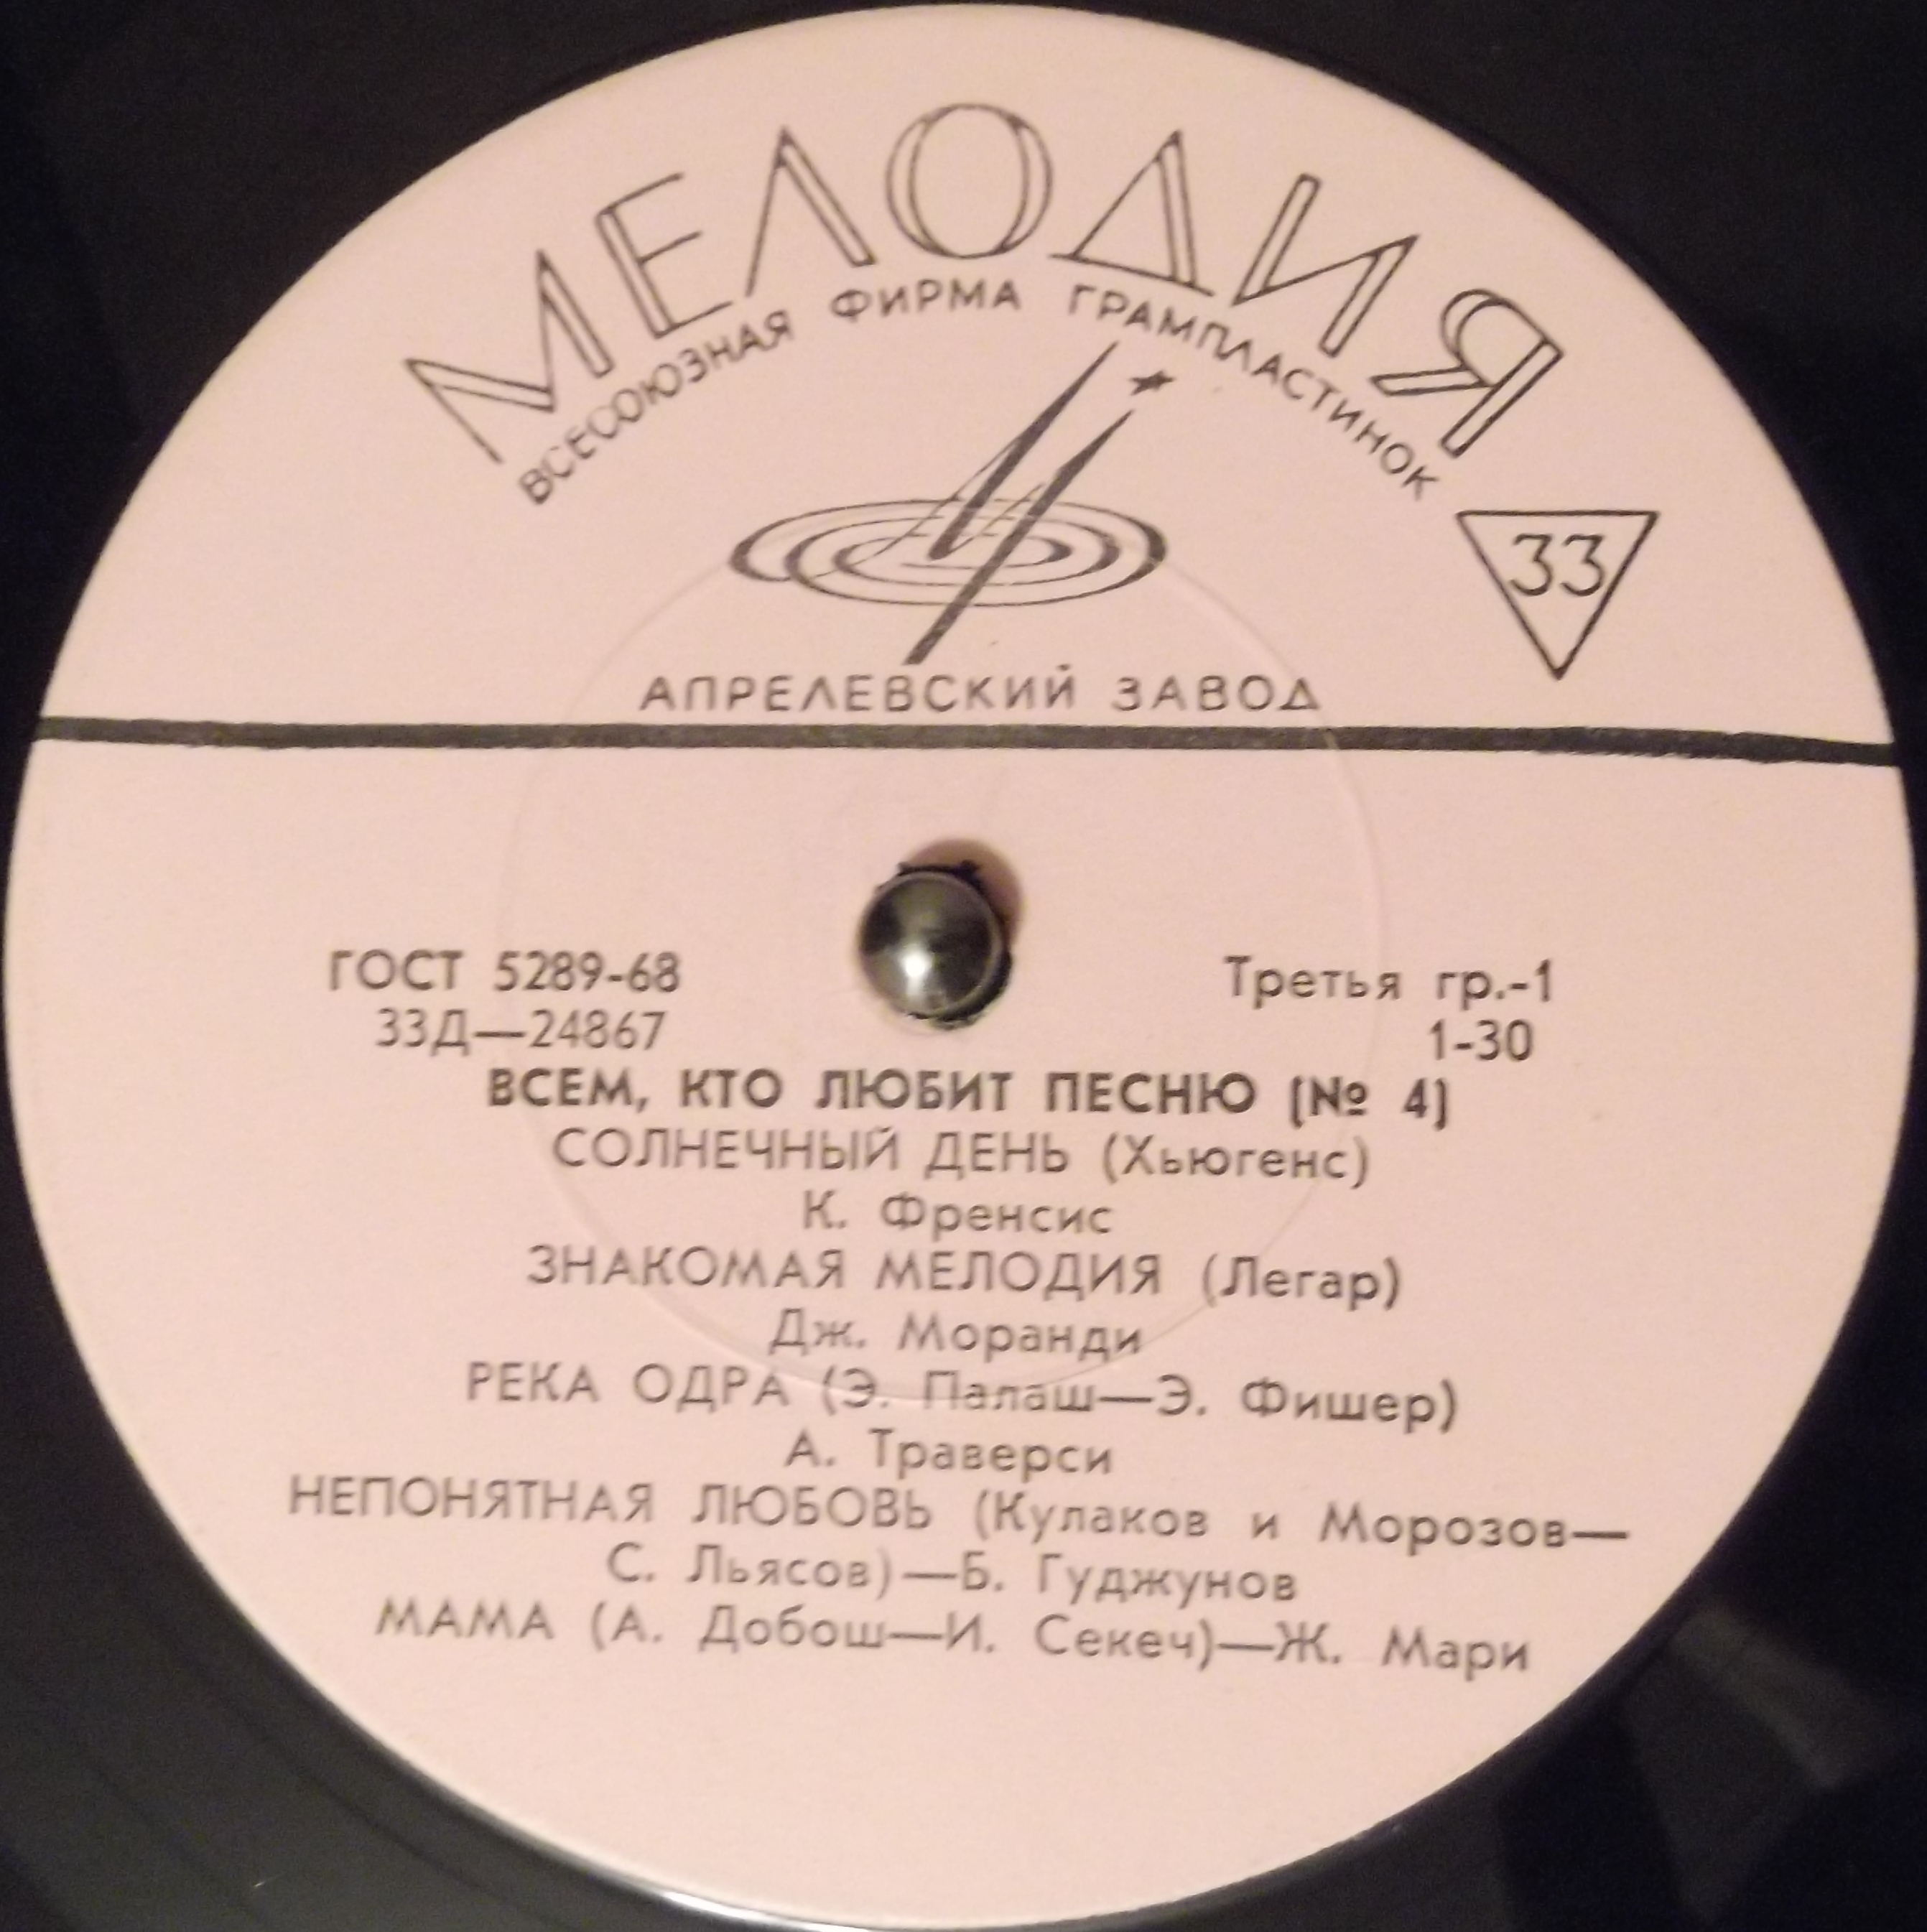 МЕЛОДИЯ
ВСЕСОЮЗНАЯ ФИРМА ГРАМПЛАСТИНОК
33
АПРЕЛЕВСКИЙ ЗАВОД
ГОСТ 5289-68
Третья гр.-1
33Д—24867
1-30
ВСЕМ, КТО ЛЮБИТ ПЕСНЮ (№ 4)
СОЛНЕЧНЫЙ ДЕНЬ (Хьюгенс)
К. Френсис
ЗНАКОМАЯ МЕЛОДИЯ (Легар)
Дж. Моранди
РЕКА ОДРА (Э. Палаш—Э. Фишер)
А. Траверси
НЕПОНЯТНАЯ ЛЮБОВЬ (Кулаков и Морозов—
С. Льясов)—Б. Гуджунов
МАМА (А. Добош—И. Секеч)—Ж. Мари